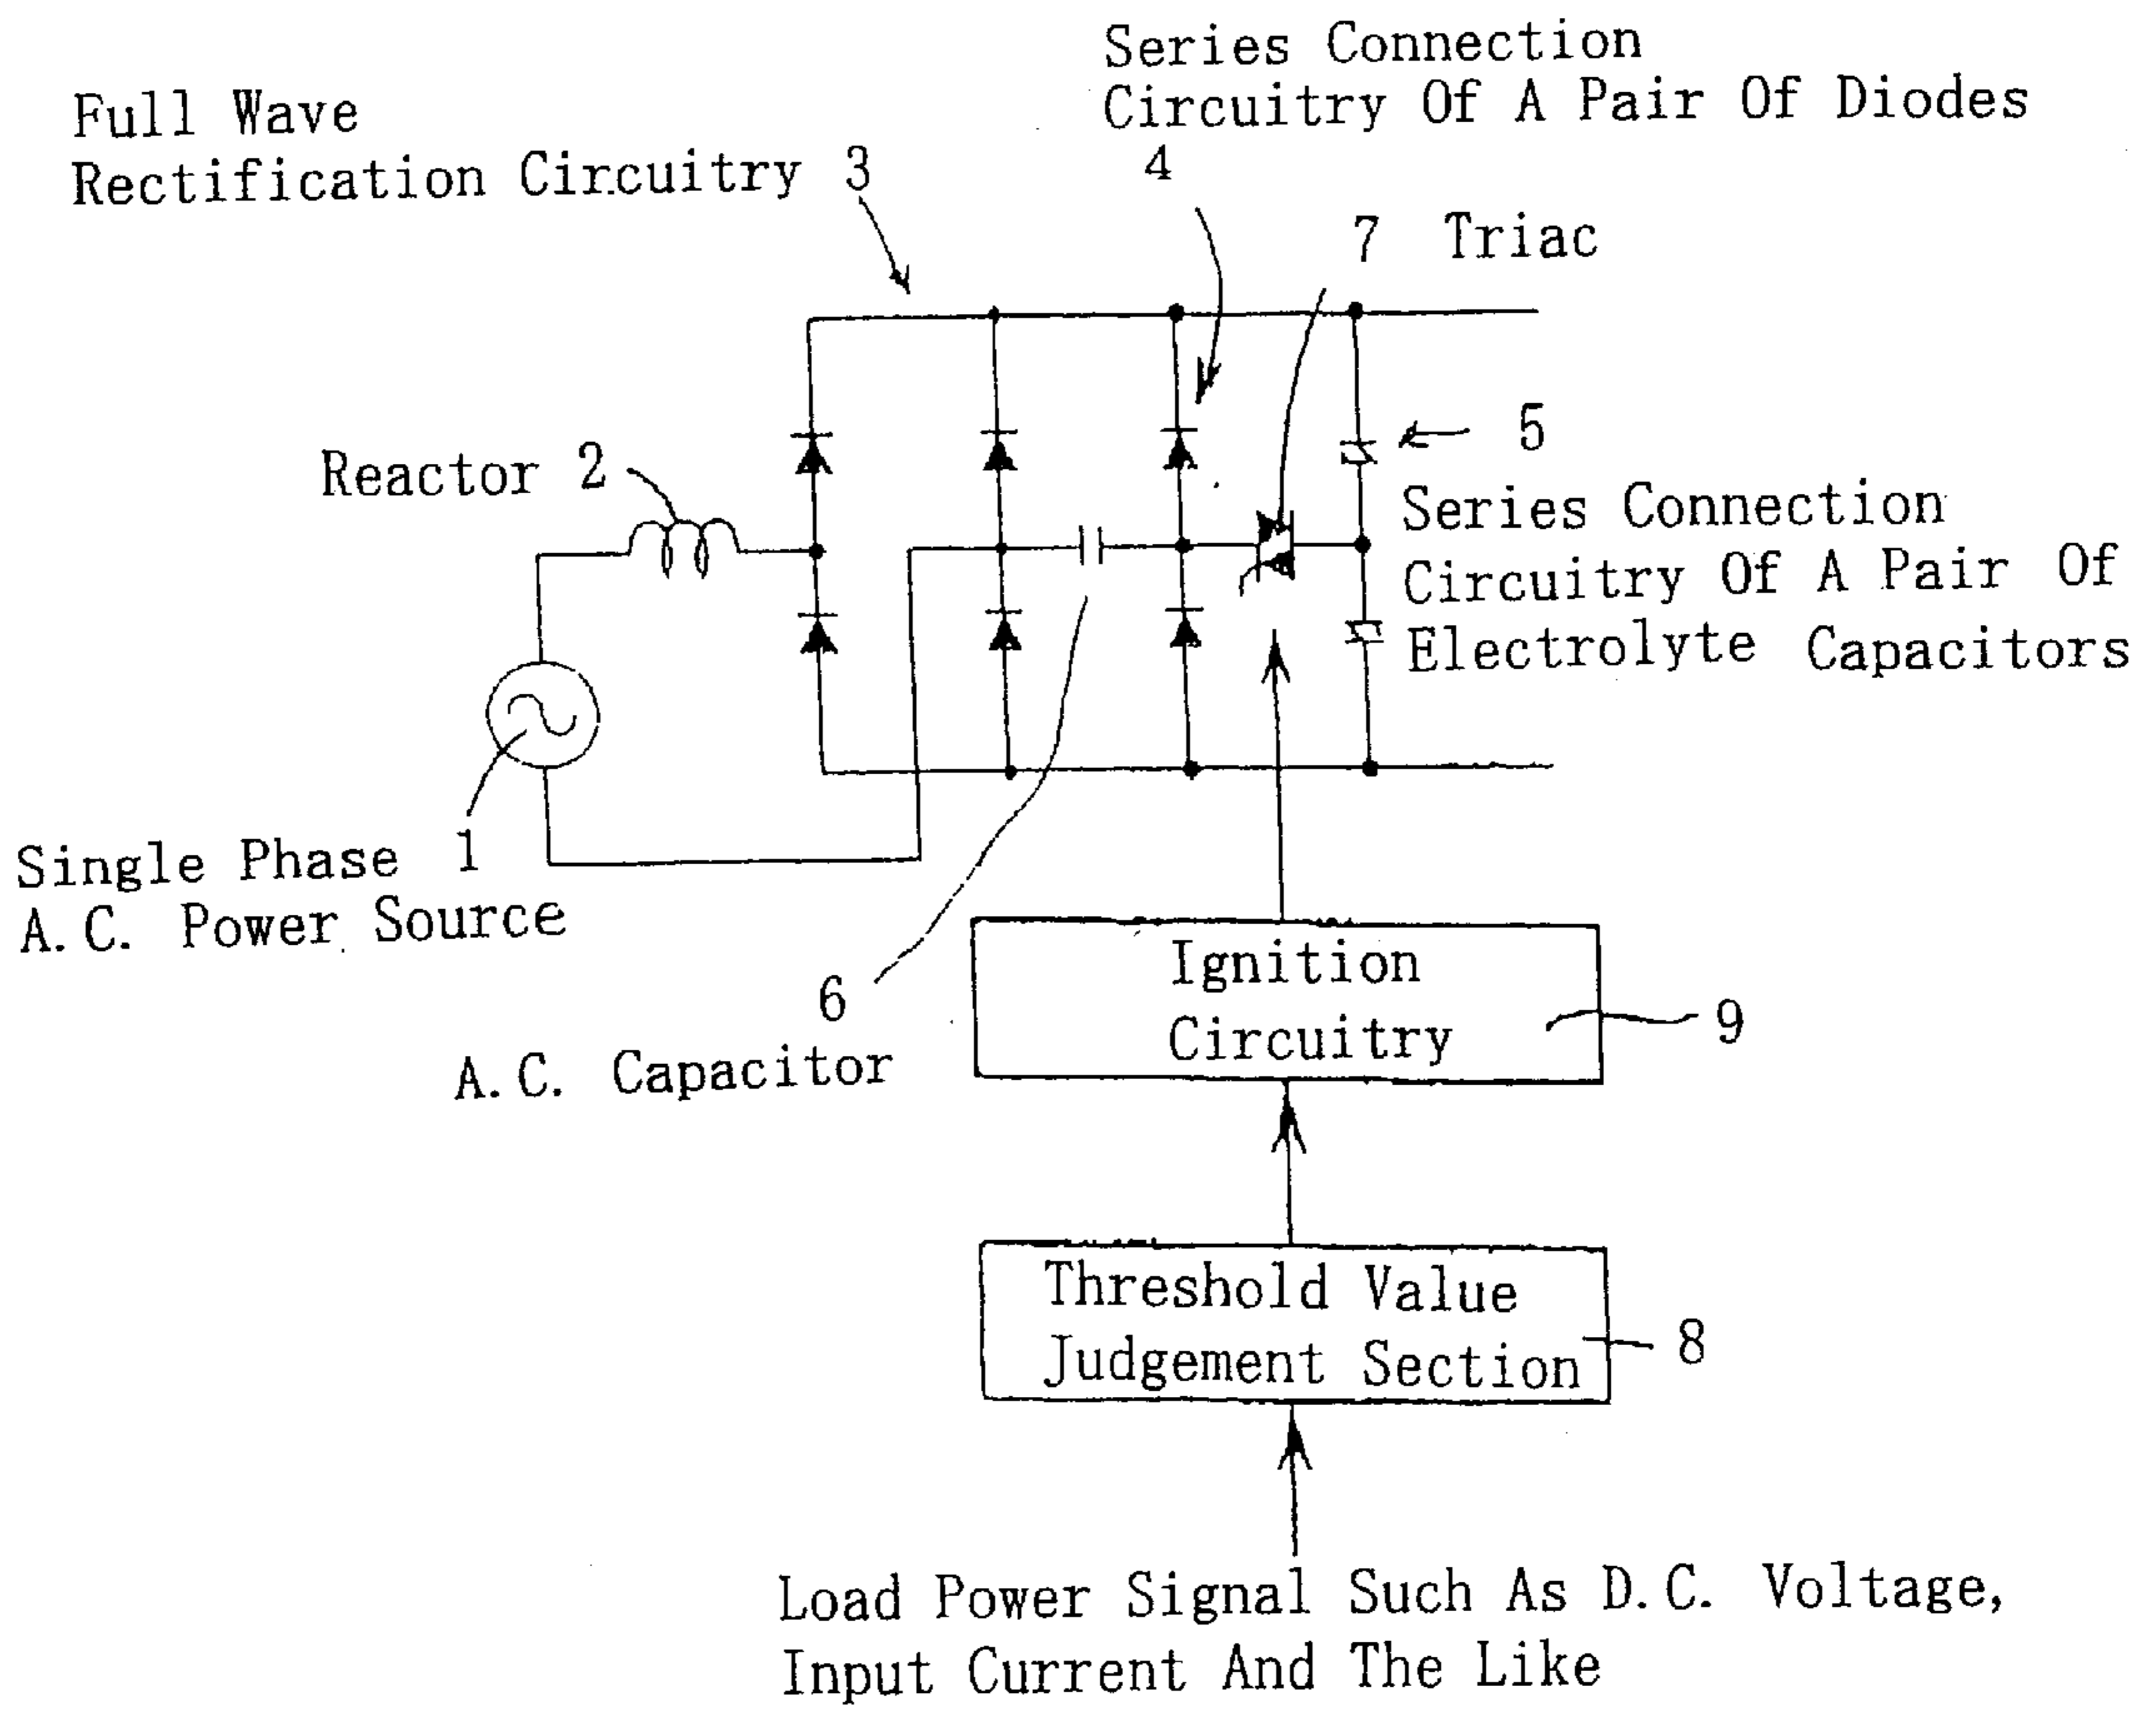 Series Connection
Circuitry Of A Pair Of Diodes
4
Full Wave
Rectification Circuitry 3
7 Triac
5
Series Connection
Circuitry Of A Pair Of
Electrolyte Capacitors
Reactor 2
Single Phase 1
A.C. Power Source
6
A.C. Capacitor
Ignition
Circuitry
9
Threshold Value
Judgement Section
8
Load Power Signal Such As D.C. Voltage,
Input Current And The Like